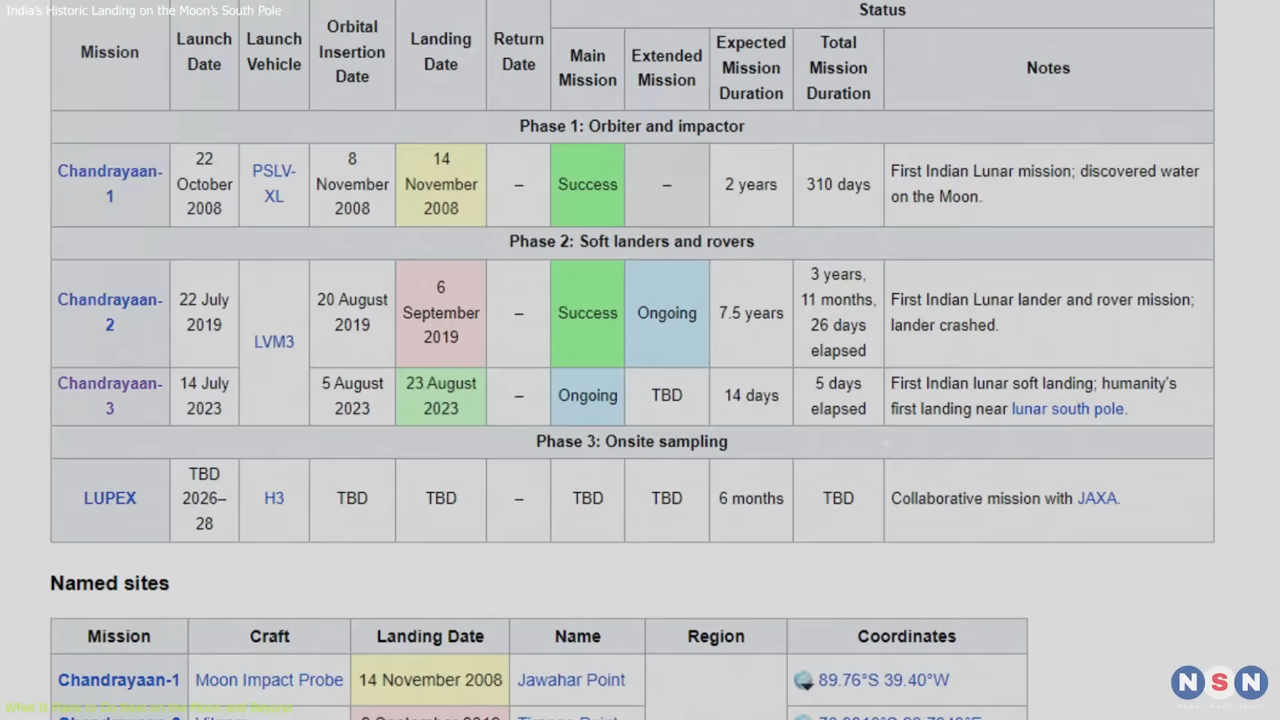 India's Historic Landing on the Moon's South Pole
Status
Mission
Launch
Date
Launch
Vehicle
Orbital
Insertion
Date
Landing
Date
Return
Date
Main
Mission
Extended
Mission
Expected
Mission
Duration
Total
Mission
Duration
Notes
Phase 1: Orbiter and impactor
Chandrayaan-
1
22
October
2008
PSLV-
XL
8
November
2008
14
November
2008
–
Success
–
2 years
310 days
First Indian Lunar mission; discovered water
on the Moon.
Phase 2: Soft landers and rovers
Chandrayaan-
2
22 July
2019
LVM3
20 August
2019
6
September
2019
–
Success
Ongoing
7.5 years
3 years,
11 months,
26 days
elapsed
First Indian Lunar lander and rover mission;
lander crashed.
Chandrayaan-
3
14 July
2023
5 August
2023
23 August
2023
–
Ongoing
TBD
14 days
5 days
elapsed
First Indian lunar soft landing; humanity's
first landing near lunar south pole.
Phase 3: Onsite sampling
LUPEX
TBD
2026–
28
H3
TBD
TBD
–
TBD
TBD
6 months
TBD
Collaborative mission with JAXA.
Named sites
Mission
Craft
Landing Date
Name
Region
Coordinates
Chandrayaan-1
Moon Impact Probe
14 November 2008
Jawahar Point
89.76°S 39.40°W
NSN